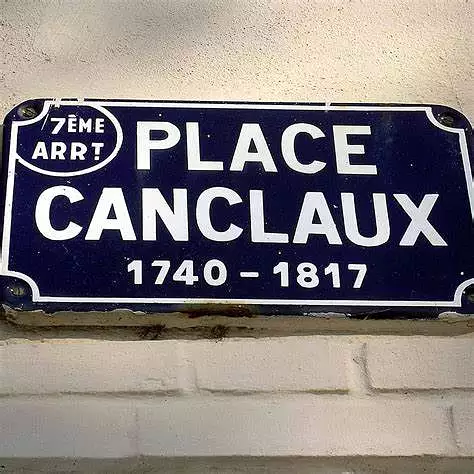 7ÈME
ARRT
PLACE
CANCLAUX
1740 - 1817